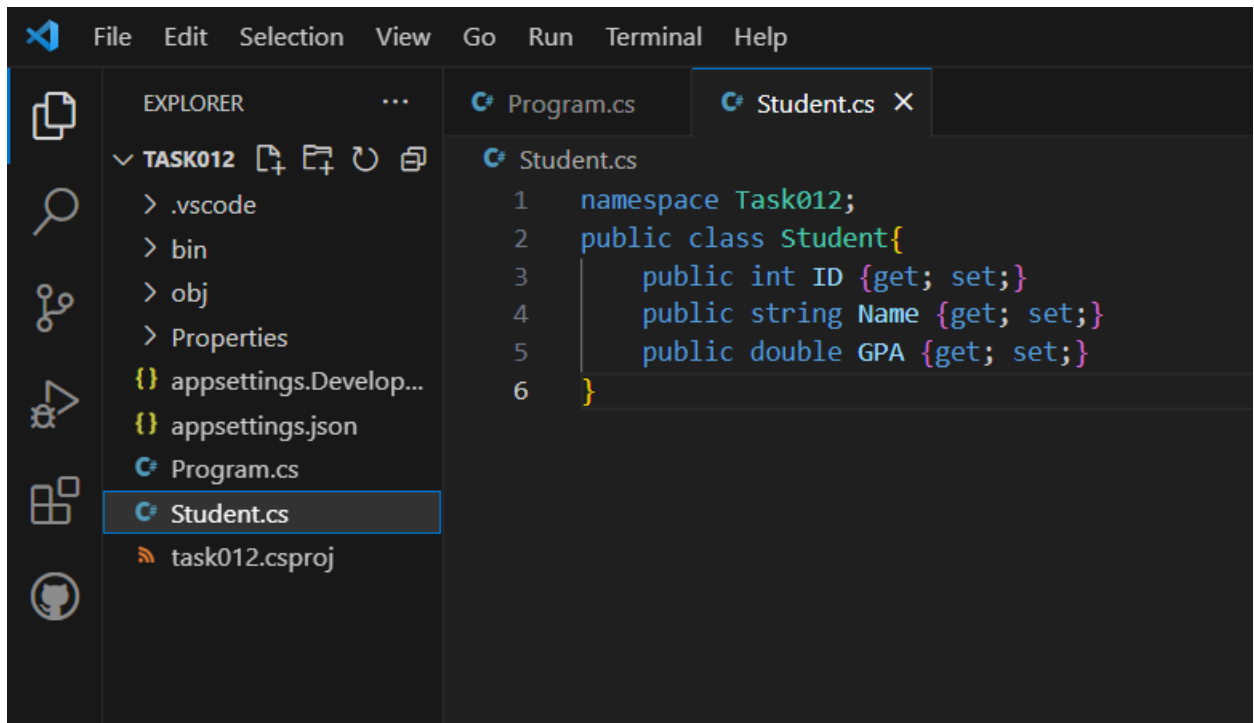 File Edit Selection View Go Run Terminal Help
EXPLORER ...
TASK012
.vscode
bin
obj
Properties
{} appsettings.Develop...
{} appsettings.json
C# Program.cs
C# Student.cs
task012.csproj
C# Program.cs C# Student.cs
C# Student.cs
1 namespace Task012;
2 public class Student{
3 public int ID {get; set;}
4 public string Name {get; set;}
5 public double GPA {get; set;}
6 }